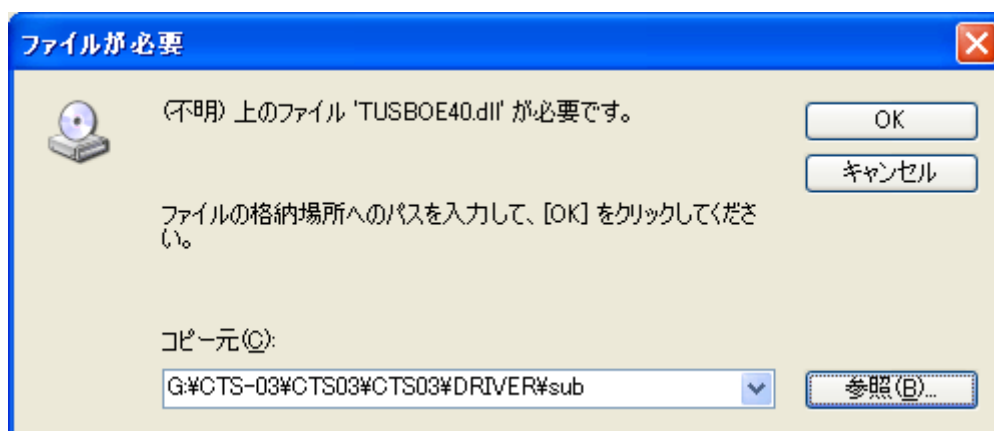 ファイルが必要
(不明) 上のファイル 'TUSBOE40.dll' が必要です。
OK
キャンセル
ファイルの格納場所へのパスを入力して、[OK] をクリックしてくださ
い。
コピー元(C):
G:¥CTS-03¥CTS03¥CTS03¥DRIVER¥sub
参照(B)...